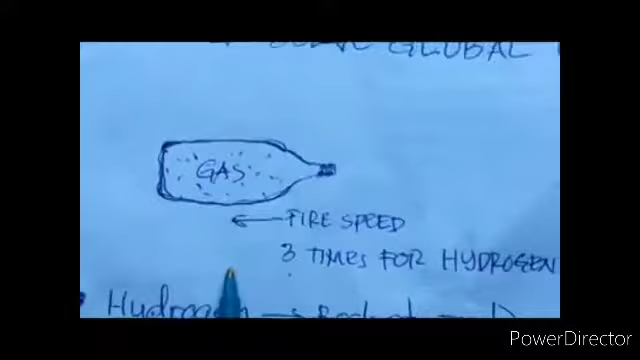 GLOBAL
GAS
FIRE SPEED
3 TIMES FOR HYDROGEN
Hydrogen →
PowerDirector